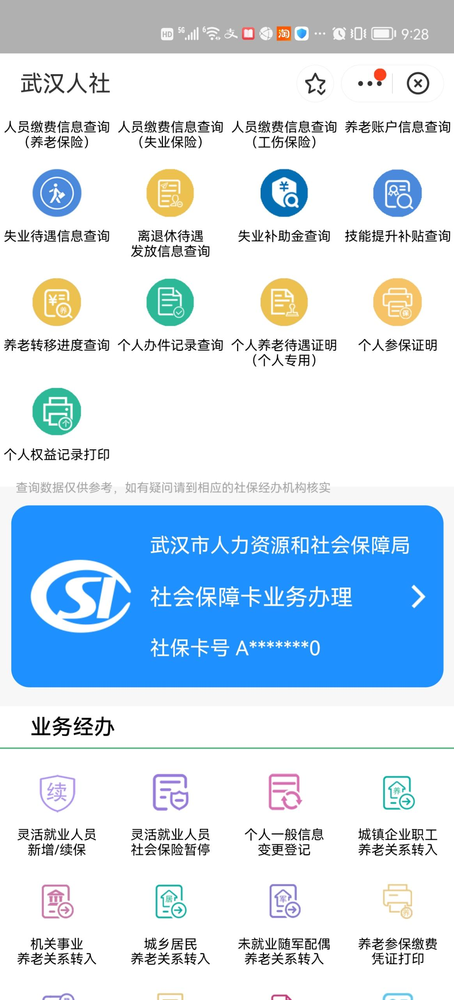 HD 5G 6 支 淘 ··· 9:28
武汉人社
人员缴费信息查询 人员缴费信息查询 人员缴费信息查询 养老账户信息查询
（养老保险） （失业保险） （工伤保险）
失业待遇信息查询 离退休待遇 失业补助金查询 技能提升补贴查询
发放信息查询
养 保
养老转移进度查询 个人办件记录查询 个人养老待遇证明 个人参保证明
（个人专用）
个
个人权益记录打印
查询数据仅供参考，如有疑问请到相应的社保经办机构核实
武汉市人力资源和社会保障局
SI
社会保障卡业务办理
社保卡号 A*******0
业务经办
续 养
灵活就业人员 灵活就业人员 个人一般信息 城镇企业职工
新增/续保 社会保险暂停 变更登记 养老关系转入
居 军 养
机关事业 城乡居民 未就业随军配偶 养老参保缴费
养老关系转入 养老关系转入 养老关系转入 凭证打印